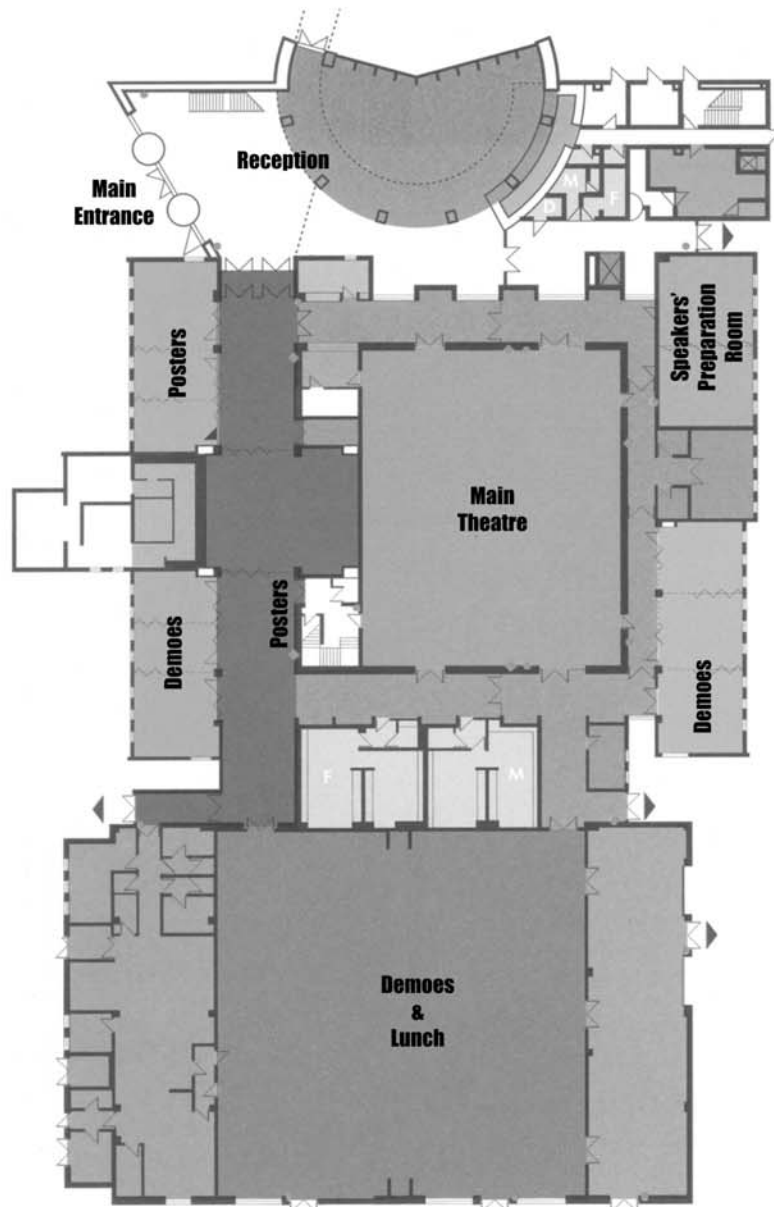 Reception
Main
Entrance
M
D
F
Posters
Speakers'
Preparation
Room
Main
Theatre
Posters
Demoes
Demoes
F
M
Demoes
&
Lunch